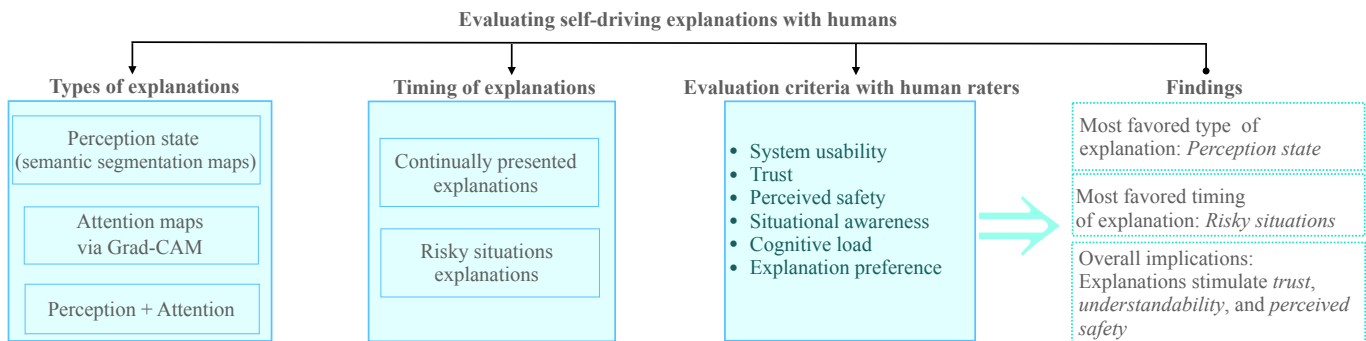 Evaluating self-driving explanations with humans
Types of explanations
Perception state
(semantic segmentation maps)
Attention maps
via Grad-CAM
Perception + Attention
Timing of explanations
Continually presented
explanations
Risky situations
explanations
Evaluation criteria with human raters
• System usability
• Trust
• Perceived safety
• Situational awareness
• Cognitive load
• Explanation preference
Findings
Most favored type of
explanation: Perception state
Most favored timing
of explanation: Risky situations
Overall implications:
Explanations stimulate trust,
understandability, and perceived
safety